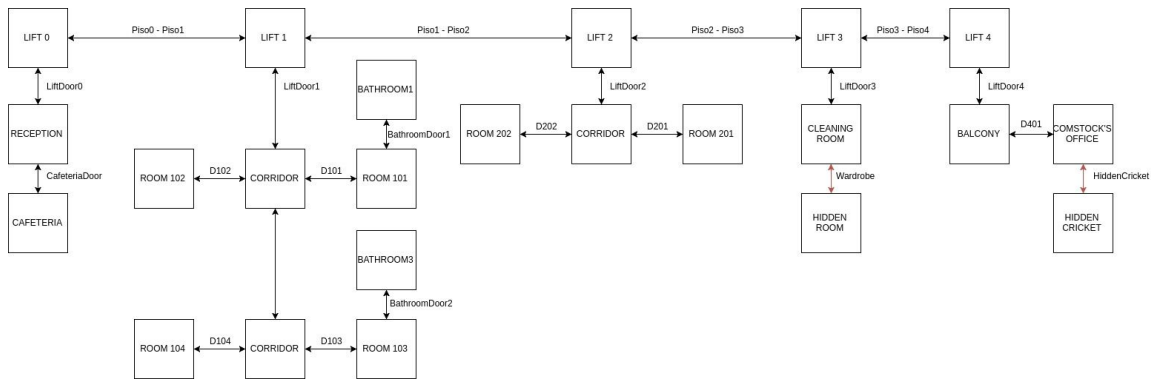 Piso0 - Piso1
Piso1 - Piso2
Piso2 - Piso3
Piso3 - Piso4
LIFT 0
LIFT 1
LIFT 2
LIFT 3
LIFT 4
LiftDoor0
LiftDoor1
LiftDoor2
LiftDoor3
LiftDoor4
BATHROOM1
RECEPTION
BathroomDoor1
ROOM 202
D202
CORRIDOR
D201
ROOM 201
CLEANING
ROOM
BALCONY
D401
COMSTOCK'S
OFFICE
CafeteriaDoor
ROOM 102
D102
CORRIDOR
D101
ROOM 101
Wardrobe
HiddenCricket
CAFETERIA
HIDDEN
ROOM
HIDDEN
CRICKET
BATHROOM3
BathroomDoor2
ROOM 104
D104
CORRIDOR
D103
ROOM 103